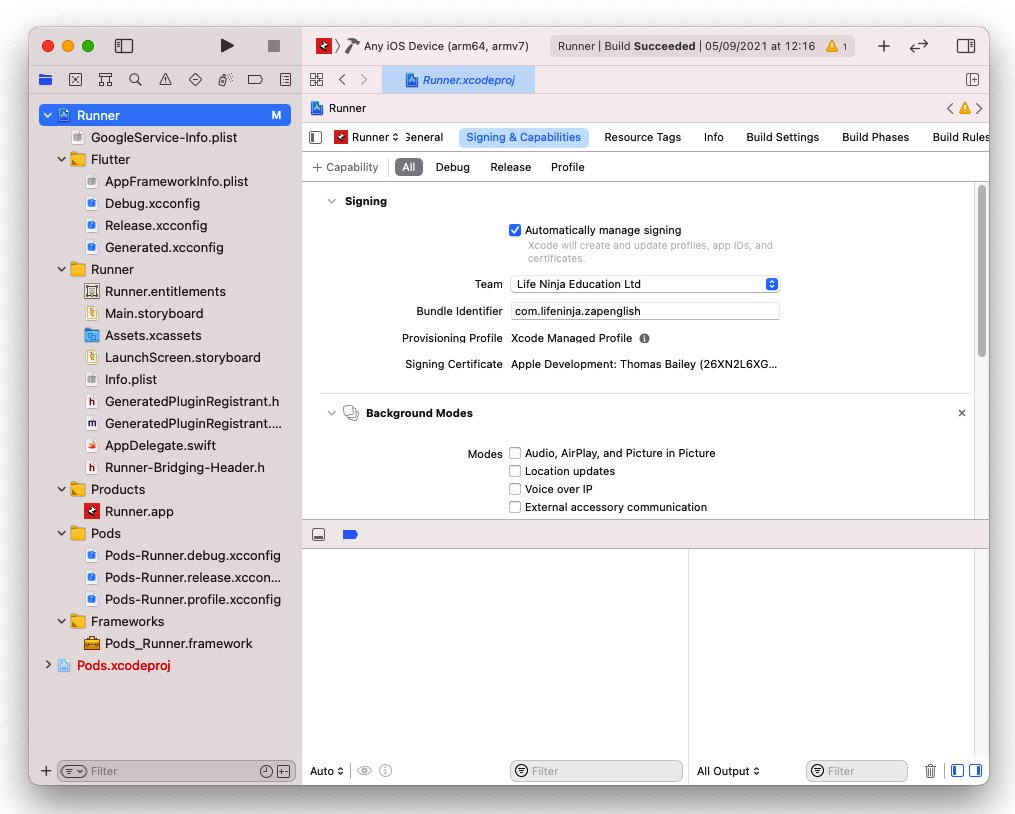 Any iOS Device (arm64, armv7)
Runner | Build Succeeded | 05/09/2021 at 12:16 1
Runner.xcodeproj
Runner M
GoogleService-Info.plist
Flutter
AppFrameworkInfo.plist
Debug.xcconfig
Release.xcconfig
Generated.xcconfig
Runner
Runner.entitlements
Main.storyboard
Assets.xcassets
LaunchScreen.storyboard
Info.plist
GeneratedPluginRegistrant.h
GeneratedPluginRegistrant....
AppDelegate.swift
Runner-Bridging-Header.h
Products
Runner.app
Pods
Pods-Runner.debug.xcconfig
Pods-Runner.release.xccon...
Pods-Runner.profile.xcconfig
Frameworks
Pods_Runner.framework
Pods.xcodeproj
Filter
Runner
Runner General Signing & Capabilities Resource Tags Info Build Settings Build Phases Build Rules
+ Capability All Debug Release Profile
Signing
Automatically manage signing
Xcode will create and update profiles, app IDs, and
certificates.
Team Life Ninja Education Ltd
Bundle Identifier com.lifeninja.zapenglish
Provisioning Profile Xcode Managed Profile
Signing Certificate Apple Development: Thomas Bailey (26XN2L6XG...
Background Modes
Modes Audio, AirPlay, and Picture in Picture
Location updates
Voice over IP
External accessory communication
Auto Filter All Output Filter